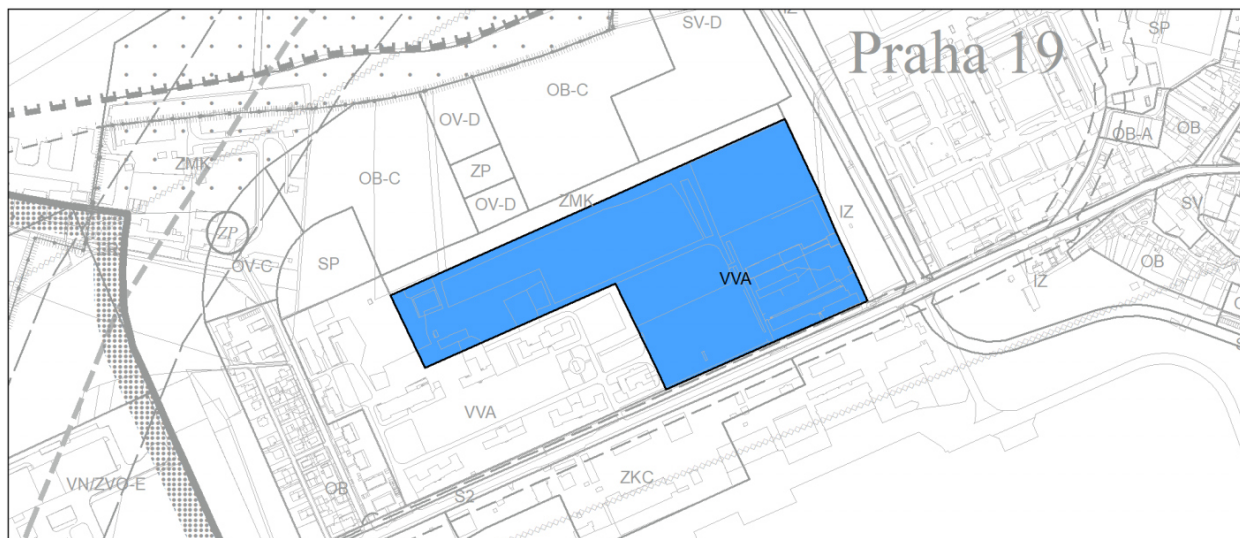 SV-D
IZ
SP
Praha 19
OB-C
OV-D
OB-A
OB
ZMK
OB-C
ZP
OV-D
ZMK
SV
IZ
ZP
OV-C
SP
VVA
IZ
OB
VVA
VN/ZVO-E
OB
S2
ZKC